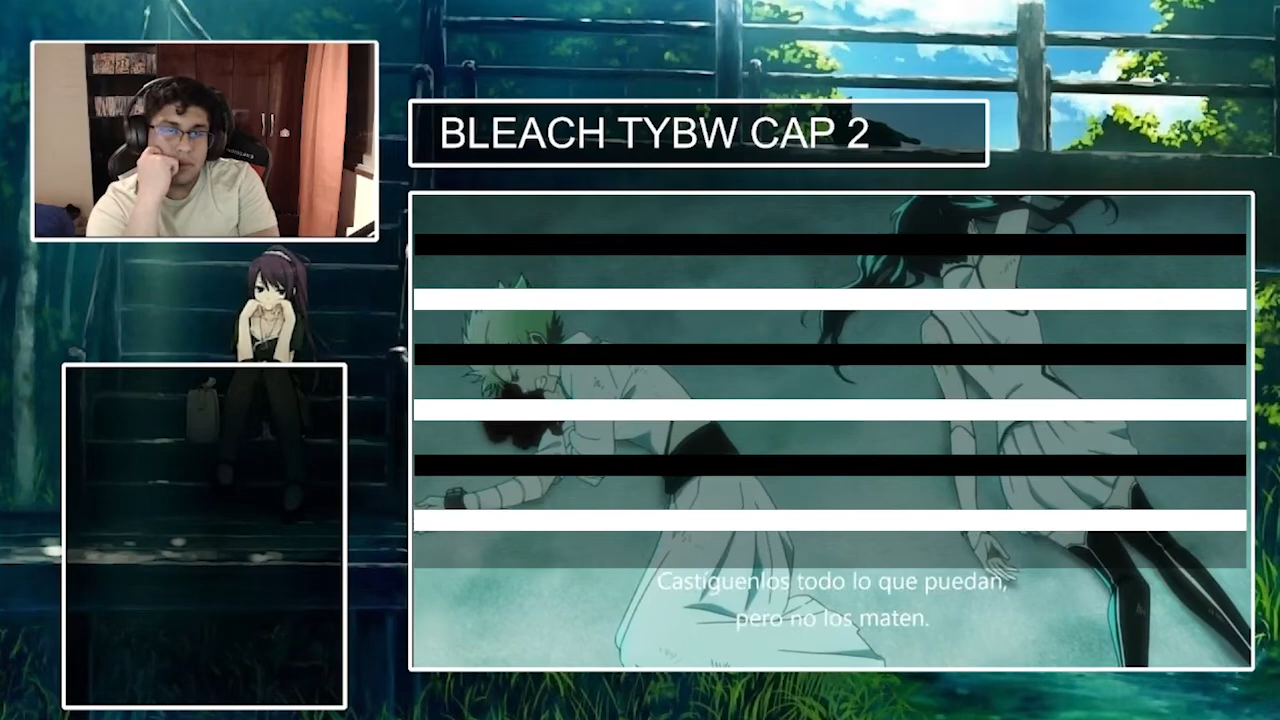 BLEACH TYBW CAP 2
Castíguenlos todo lo que puedan,
pero no los maten.